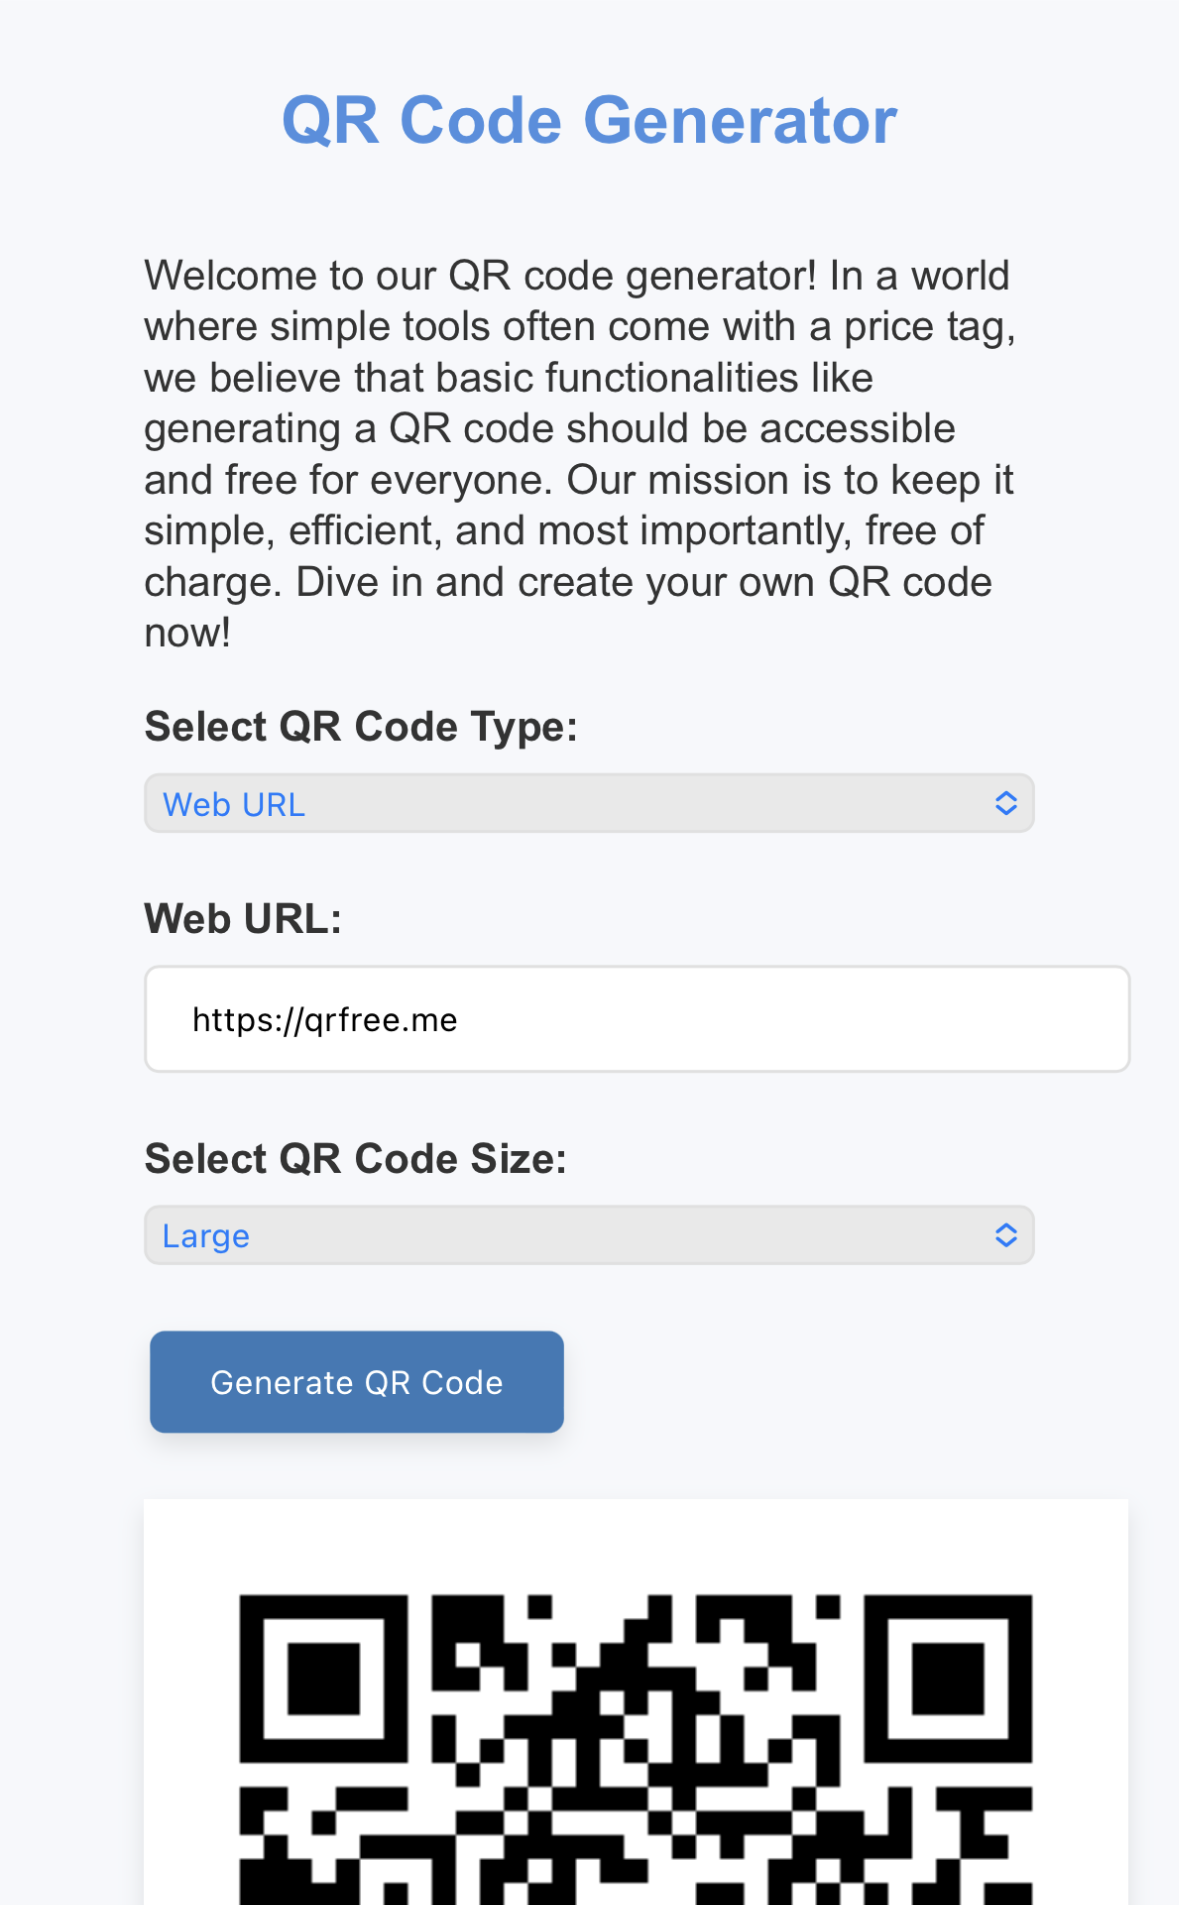 QR Code Generator
Welcome to our QR code generator! In a world
where simple tools often come with a price tag,
we believe that basic functionalities like
generating a QR code should be accessible
and free for everyone. Our mission is to keep it
simple, efficient, and most importantly, free of
charge. Dive in and create your own QR code
now!
Select QR Code Type:
Web URL
Web URL:
https://qrfree.me
Select QR Code Size:
Large
Generate QR Code